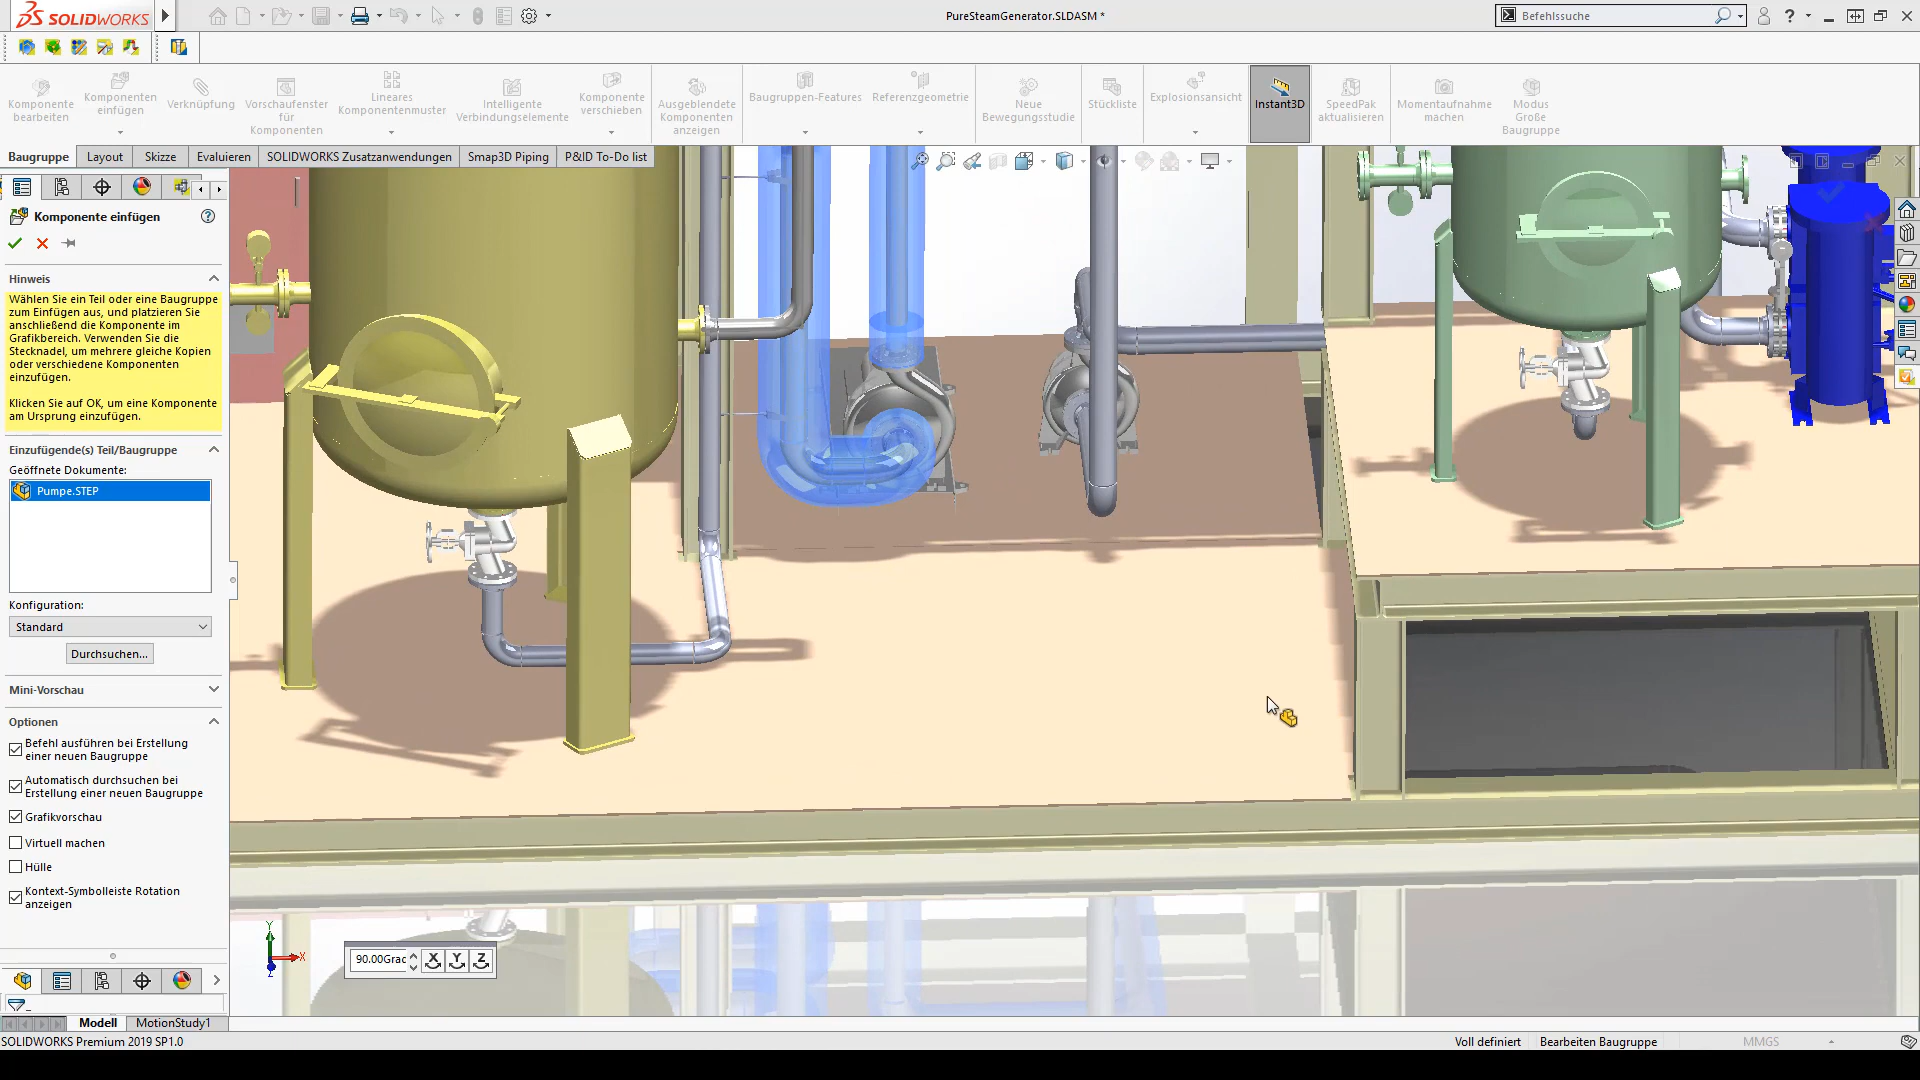 SOLIDWORKS
PureSteamGenerator.SLDASM *
Befehlssuche
Komponente bearbeiten
Komponenten einfügen
Verknüpfung
Vorschaufenster für Komponenten
Lineares Komponentenmuster
Intelligente Verbindungselemente
Komponente verschieben
Ausgeblendete Komponenten anzeigen
Baugruppen-Features
Referenzgeometrie
Neue Bewegungsstudie
Stückliste
Explosionsansicht
Instant3D
SpeedPak aktualisieren
Momentaufnahme machen
Modus Große Baugruppe
Baugruppe
Layout
Skizze
Evaluieren
SOLIDWORKS Zusatzanwendungen
Smap3D Piping
P&ID To-Do list
Komponente einfügen
Hinweis
Wählen Sie ein Teil oder eine Baugruppe
zum Einfügen aus, und platzieren Sie
anschließend die Komponente im
Grafikbereich. Verwenden Sie die
Stecknadel, um mehrere gleiche Kopien
oder verschiedene Komponenten
einzufügen.
Klicken Sie auf OK, um eine Komponente
am Ursprung einzufügen.
Einzufügende(s) Teil/Baugruppe
Geöffnete Dokumente:
Pumpe.STEP
Konfiguration:
Standard
Durchsuchen...
Mini-Vorschau
Optionen
Befehl ausführen bei Erstellung
einer neuen Baugruppe
Automatisch durchsuchen bei
Erstellung einer neuen Baugruppe
Grafikvorschau
Virtuell machen
Hülle
Kontext-Symbolleiste Rotation
anzeigen
Y
X
Z
90.00Grac
X
Y
Z
Modell
MotionStudy1
SOLIDWORKS Premium 2019 SP1.0
Voll definiert
Bearbeiten Baugruppe
MMGS